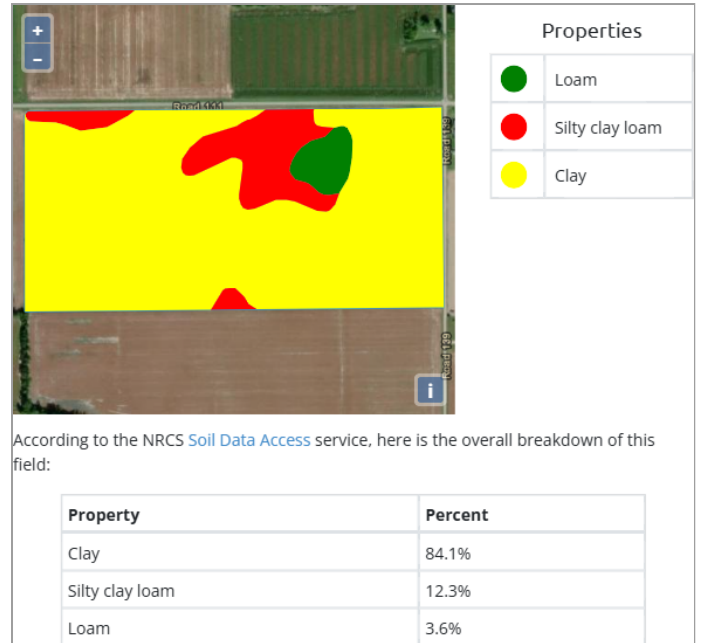 +
Properties
–
Loam
Road 111
Silty clay loam
Clay
Road 139
i
According to the NRCS Soil Data Access service, here is the overall breakdown of this
field:
Property Percent
Clay 84.1%
Silty clay loam 12.3%
Loam 3.6%